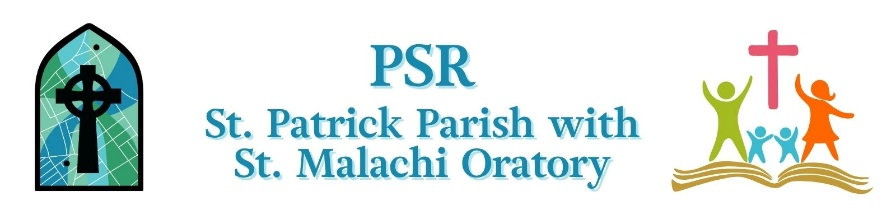 PSR
St. Patrick Parish with
St. Malachi Oratory